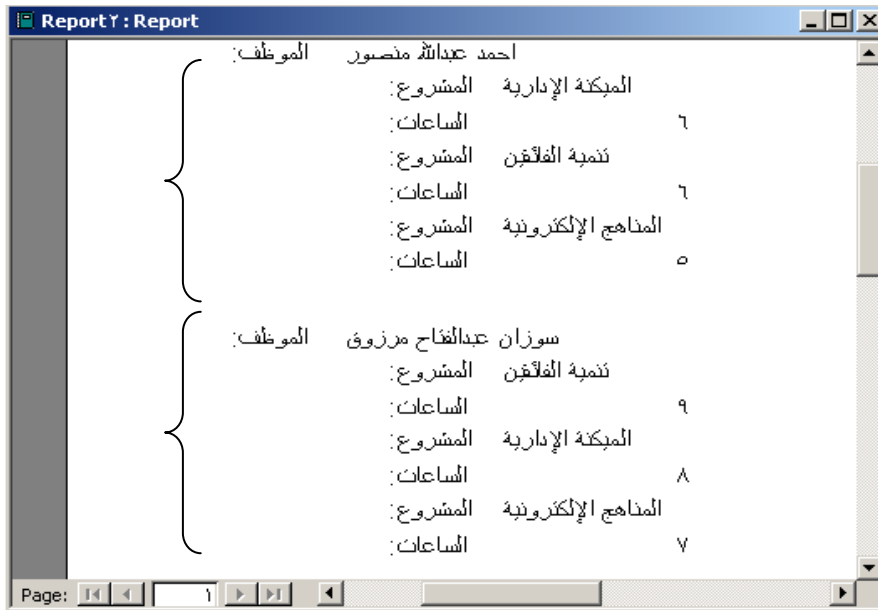 Report٢ : Report
الموظف: احمد عبدالله منصور
المشروع: الميكنة الإدارية
الساعات: ٦
المشروع: تنمية الفائقين
الساعات: ٦
المشروع: المناهج الإلكترونية
الساعات: ٥
الموظف: سوزان عبدالفتاح مرزوق
المشروع: تنمية الفائقين
الساعات: ٩
المشروع: الميكنة الإدارية
الساعات: ٨
المشروع: المناهج الإلكترونية
الساعات: ٧
Page: ١